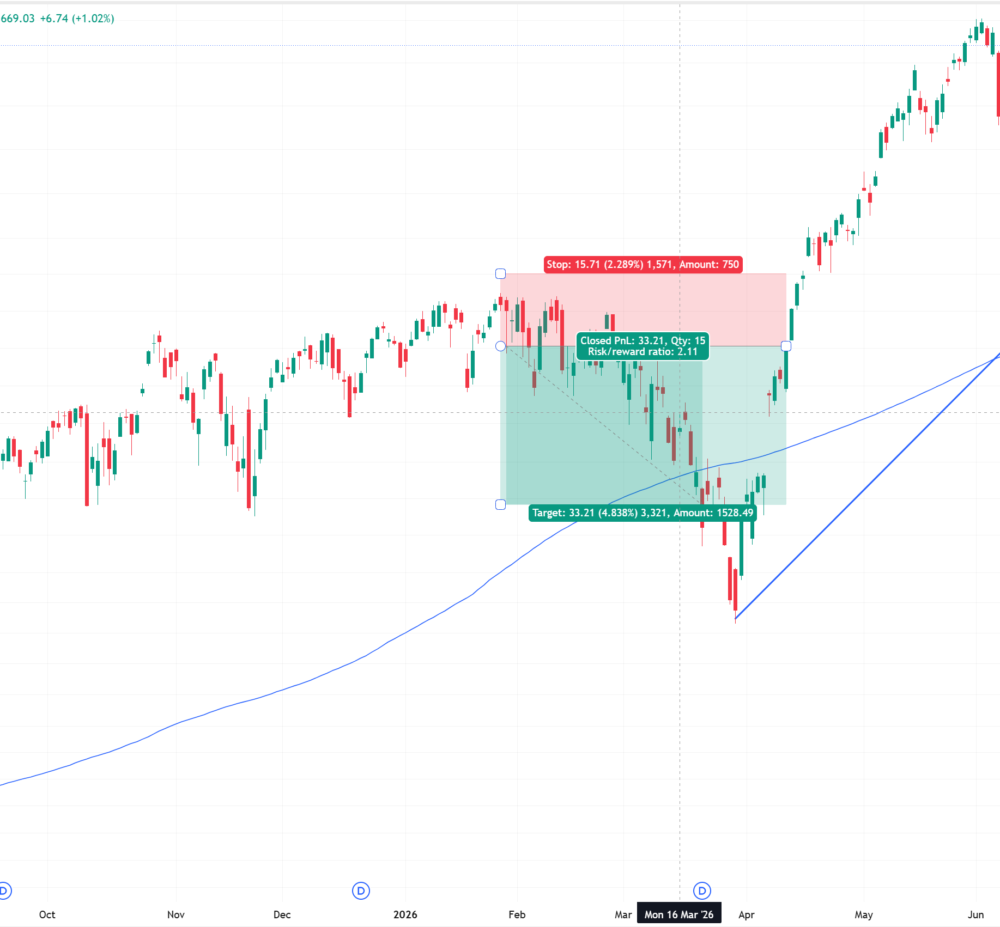 669.03 +6.74 (+1.02%)
Stop: 15.71 (2.289%) 1,571, Amount: 750
Closed PnL: 33.21, Qty: 15
Risk/reward ratio: 2.11
Target: 33.21 (4.838%) 3,321, Amount: 1528.49
D
D
D
Oct
Nov
Dec
2026
Feb
Mar
Mon 16 Mar '26
Apr
May
Jun